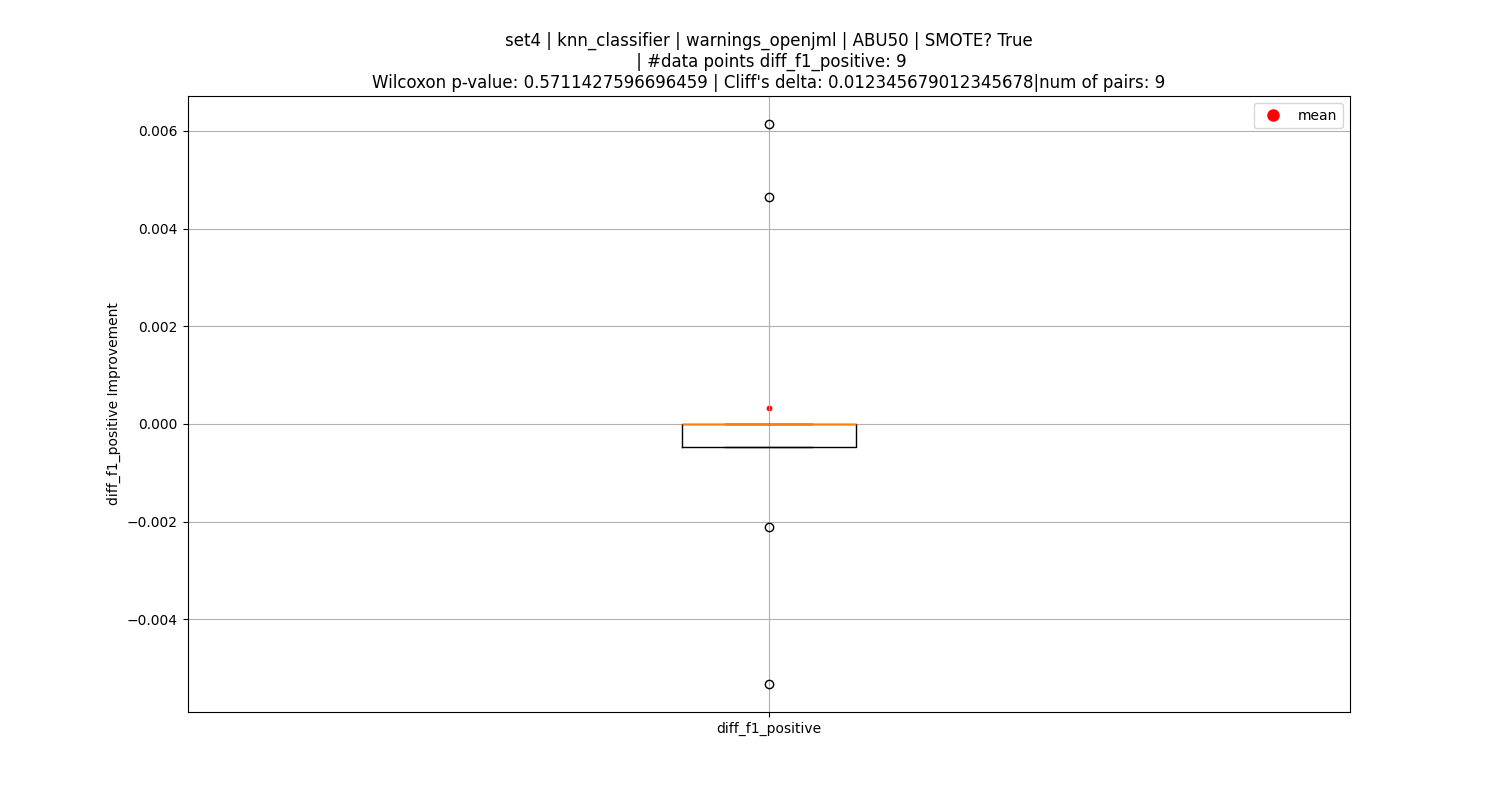 set4 | knn_classifier | warnings_openjml | ABU50 | SMOTE? True
| #data points diff_f1_positive: 9
Wilcoxon p-value: 0.5711427596696459 | Cliff's delta: 0.012345679012345678|num of pairs: 9
mean
0.006
0.004
0.002
0.000
−0.002
−0.004
diff_f1_positive Improvement
diff_f1_positive